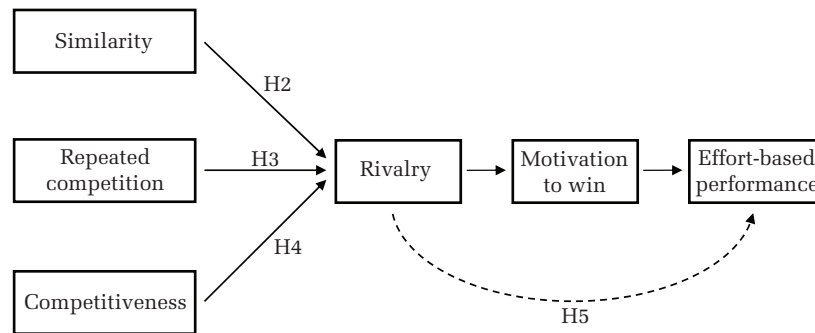 Similarity
H2
Repeated
competition
H3
Rivalry
Motivation
to win
Effort-based
performance
H4
Competitiveness
H5